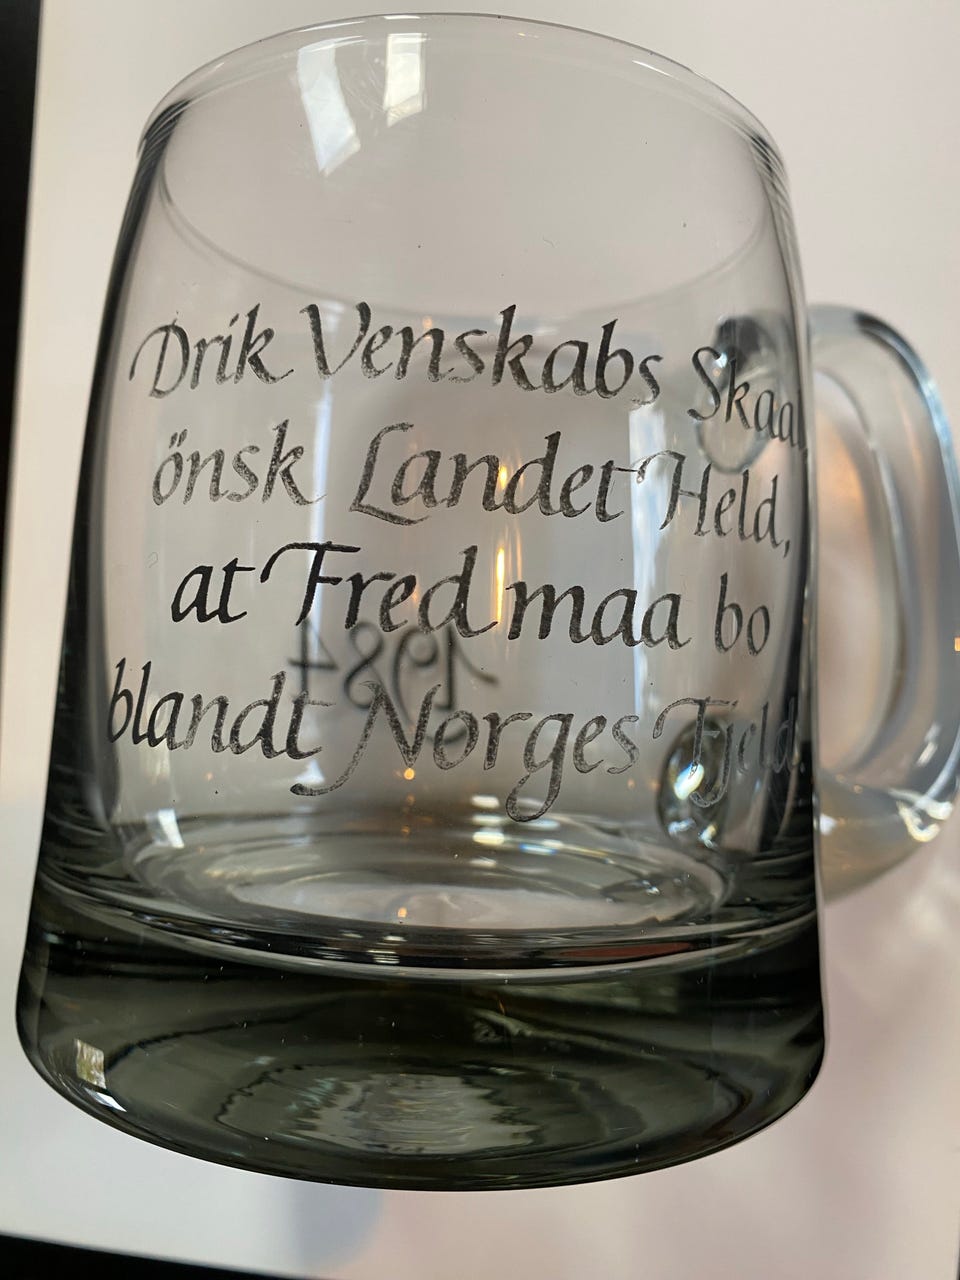 Drik Venskabs Skaal,
önsk Landet Held,
at Fred maa bo
blandt Norges Fjeld.
1984